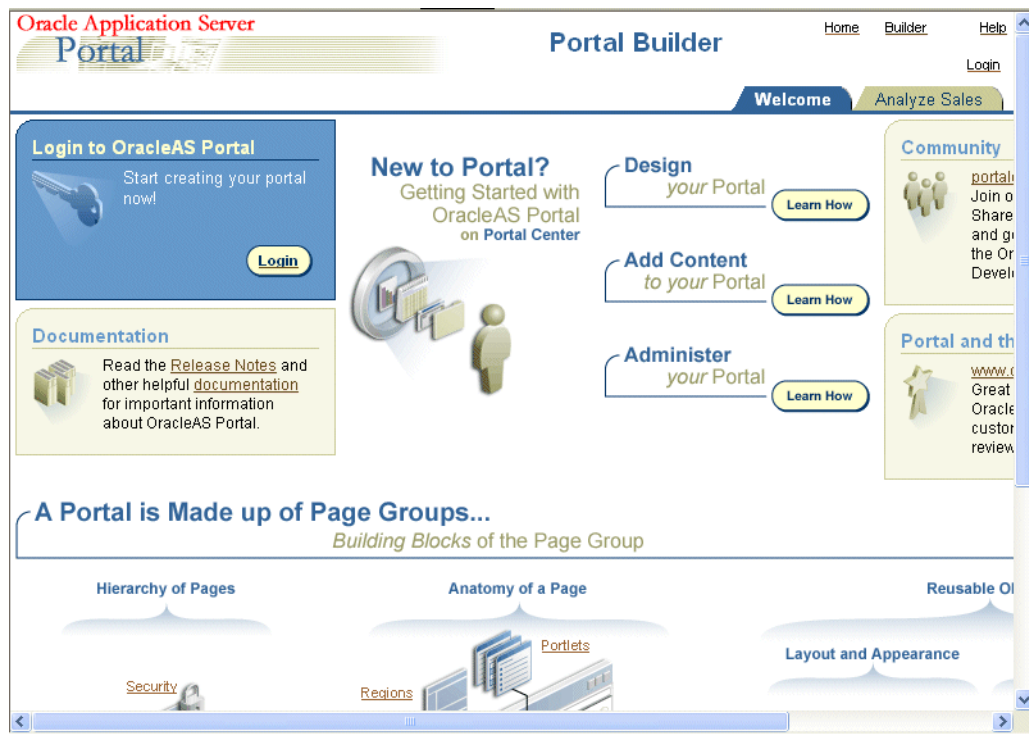 Oracle Application Server
Portal
Portal Builder
Home Builder Help
Login
Welcome Analyze Sales
Login to OracleAS Portal
Start creating your portal
now!
Login
Documentation
Read the Release Notes and
other helpful documentation
for important information
about OracleAS Portal.
New to Portal?
Getting Started with
OracleAS Portal
on Portal Center
Design
your Portal
Learn How
Add Content
to your Portal
Learn How
Administer
your Portal
Learn How
Community
Join
Share
and
the
Portal and
Great
Oracle
review
A Portal is Made up of Page Groups...
Building Blocks of the Page Group
Hierarchy of Pages
Security
Anatomy of a Page
Portlets
Regions
Reusable
Layout and Appearance